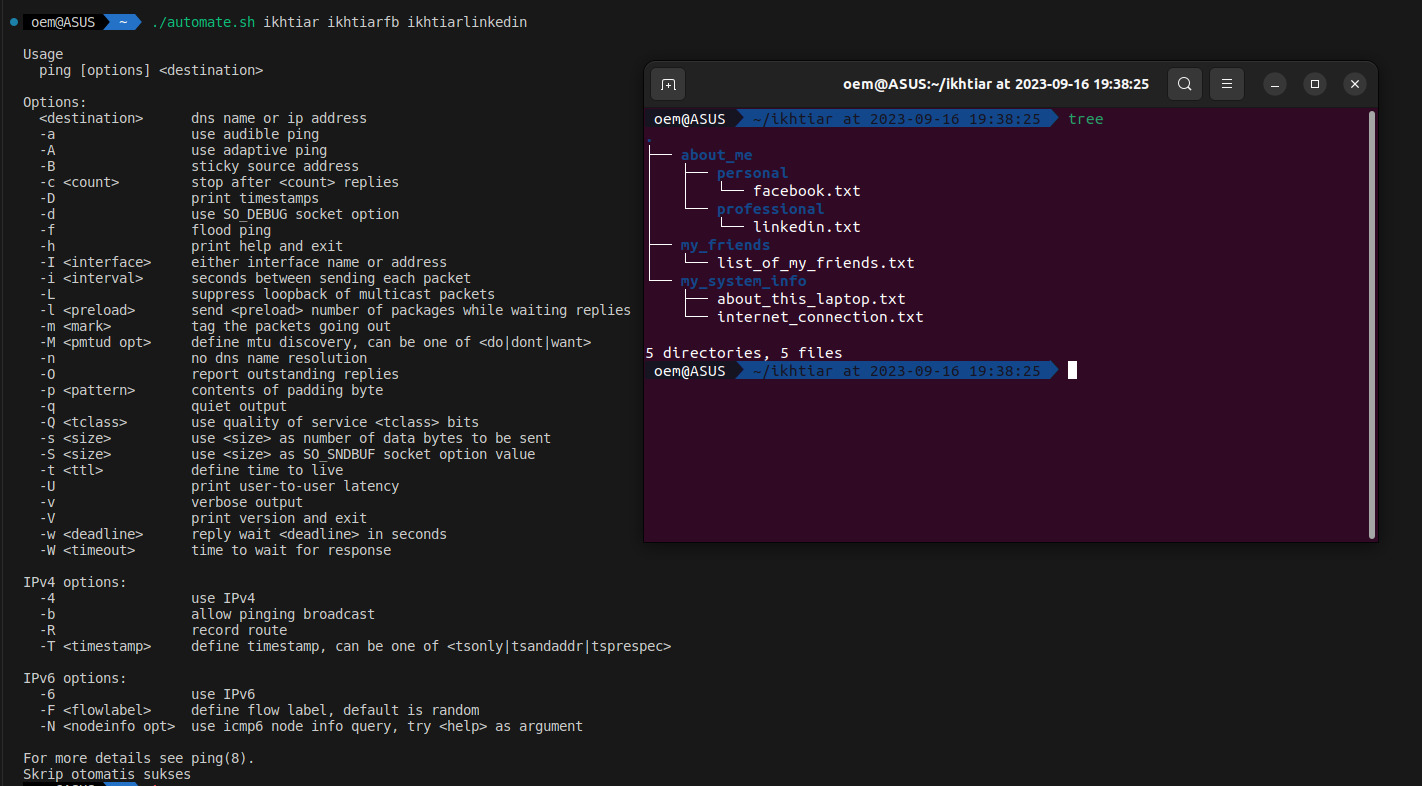 oem@ASUS ~ ./automate.sh ikhtiar ikhtiarfb ikhtiarlinkedin
Usage
ping [options] <destination>
Options:
<destination> dns name or ip address
-a use audible ping
-A use adaptive ping
-B sticky source address
-c <count> stop after <count> replies
-D print timestamps
-d use SO_DEBUG socket option
-f flood ping
-h print help and exit
-I <interface> either interface name or address
-i <interval> seconds between sending each packet
-L suppress loopback of multicast packets
-l <preload> send <preload> number of packages while waiting replies
-m <mark> tag the packets going out
-M <pmtud opt> define mtu discovery, can be one of <do|dont|want>
-n no dns name resolution
-O report outstanding replies
-p <pattern> contents of padding byte
-q quiet output
-Q <tclass> use quality of service <tclass> bits
-s <size> use <size> as number of data bytes to be sent
-S <size> use <size> as SO_SNDBUF socket option value
-t <ttl> define time to live
-U print user-to-user latency
-v verbose output
-V print version and exit
-w <deadline> reply wait <deadline> in seconds
-W <timeout> time to wait for response
IPv4 options:
-4 use IPv4
-b allow pinging broadcast
-R record route
-T <timestamp> define timestamp, can be one of <tsonly|tsandaddr|tsprespec>
IPv6 options:
-6 use IPv6
-F <flowlabel> define flow label, default is random
-N <nodeinfo opt> use icmp6 node info query, try <help> as argument
For more details see ping(8).
Skrip otomatis sukses
oem@ASUS:~/ikhtiar at 2023-09-16 19:38:25
oem@ASUS ~/ikhtiar at 2023-09-16 19:38:25 tree
.
├── about_me
│   ├── personal
│   │   └── facebook.txt
│   └── professional
│       └── linkedin.txt
├── my_friends
│   └── list_of_my_friends.txt
└── my_system_info
    ├── about_this_laptop.txt
    └── internet_connection.txt
5 directories, 5 files
oem@ASUS ~/ikhtiar at 2023-09-16 19:38:25